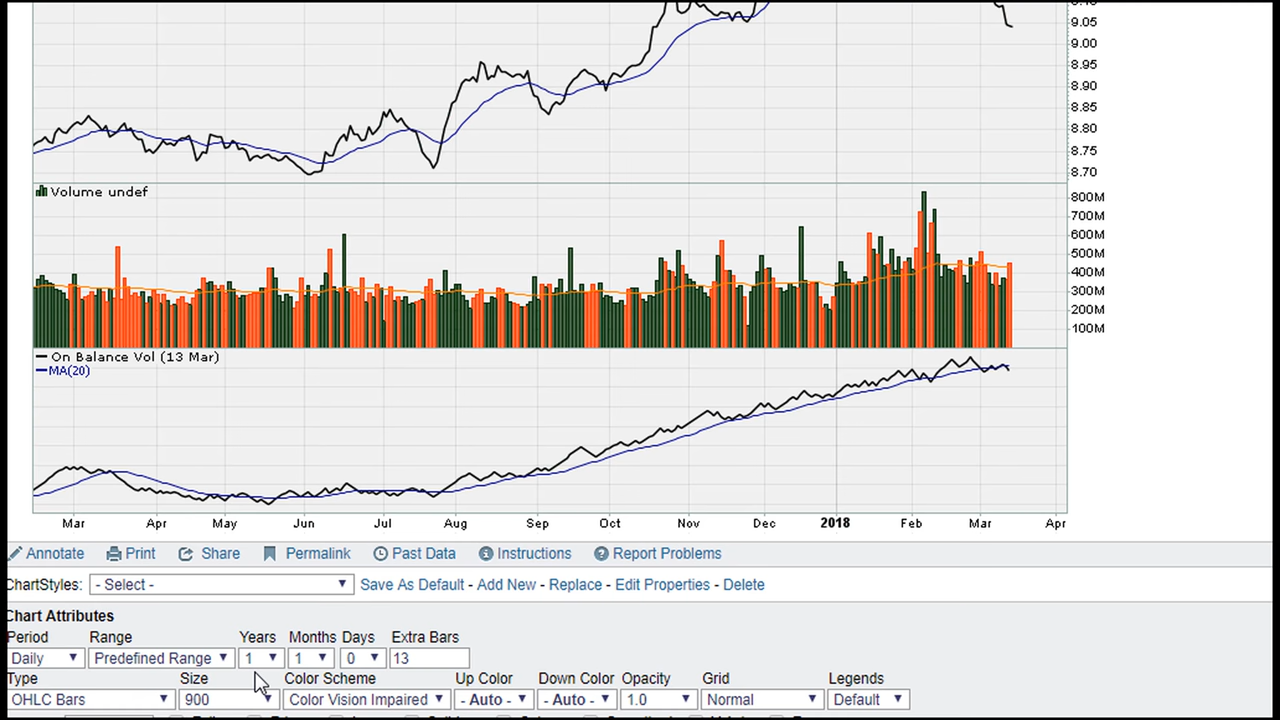 9.05
9.00
8.95
8.90
8.85
8.80
8.75
8.70
Volume undef
800M
700M
600M
500M
400M
300M
200M
100M
On Balance Vol (13 Mar)
MA(20)
Mar Apr May Jun Jul Aug Sep Oct Nov Dec 2018 Feb Mar Apr
Annotate Print Share Permalink Past Data Instructions Report Problems
ChartStyles: - Select - Save As Default - Add New - Replace - Edit Properties - Delete
Chart Attributes
Period Range Years Months Days Extra Bars
Daily Predefined Range 1 1 0 13
Type Size Color Scheme Up Color Down Color Opacity Grid Legends
OHLC Bars 900 Color Vision Impaired - Auto - - Auto - 1.0 Normal Default